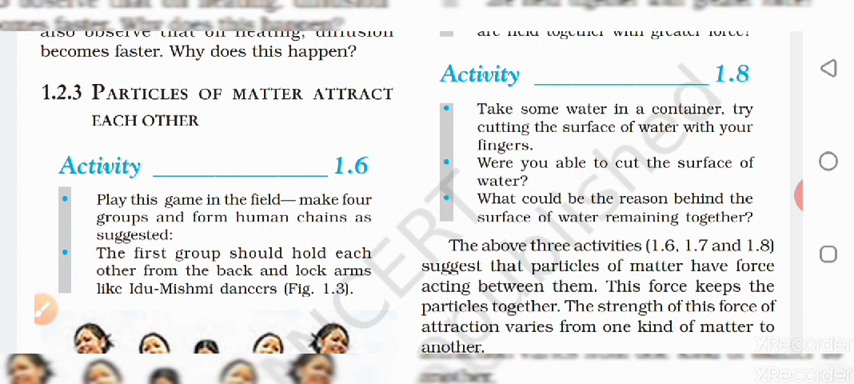 also observe that on heating, diffusion
becomes faster. Why does this happen?
1.2.3 PARTICLES OF MATTER ATTRACT
EACH OTHER
Activity 1.6
• Play this game in the field— make four
groups and form human chains as
suggested:
• The first group should hold each
other from the back and lock arms
like Idu-Mishmi dancers (Fig. 1.3).
are held together with greater force?
Activity 1.8
• Take some water in a container, try
cutting the surface of water with your
fingers.
• Were you able to cut the surface of
water?
• What could be the reason behind the
surface of water remaining together?
The above three activities (1.6, 1.7 and 1.8)
suggest that particles of matter have force
acting between them. This force keeps the
particles together. The strength of this force of
attraction varies from one kind of matter to
another.
NCERT
XRecorder